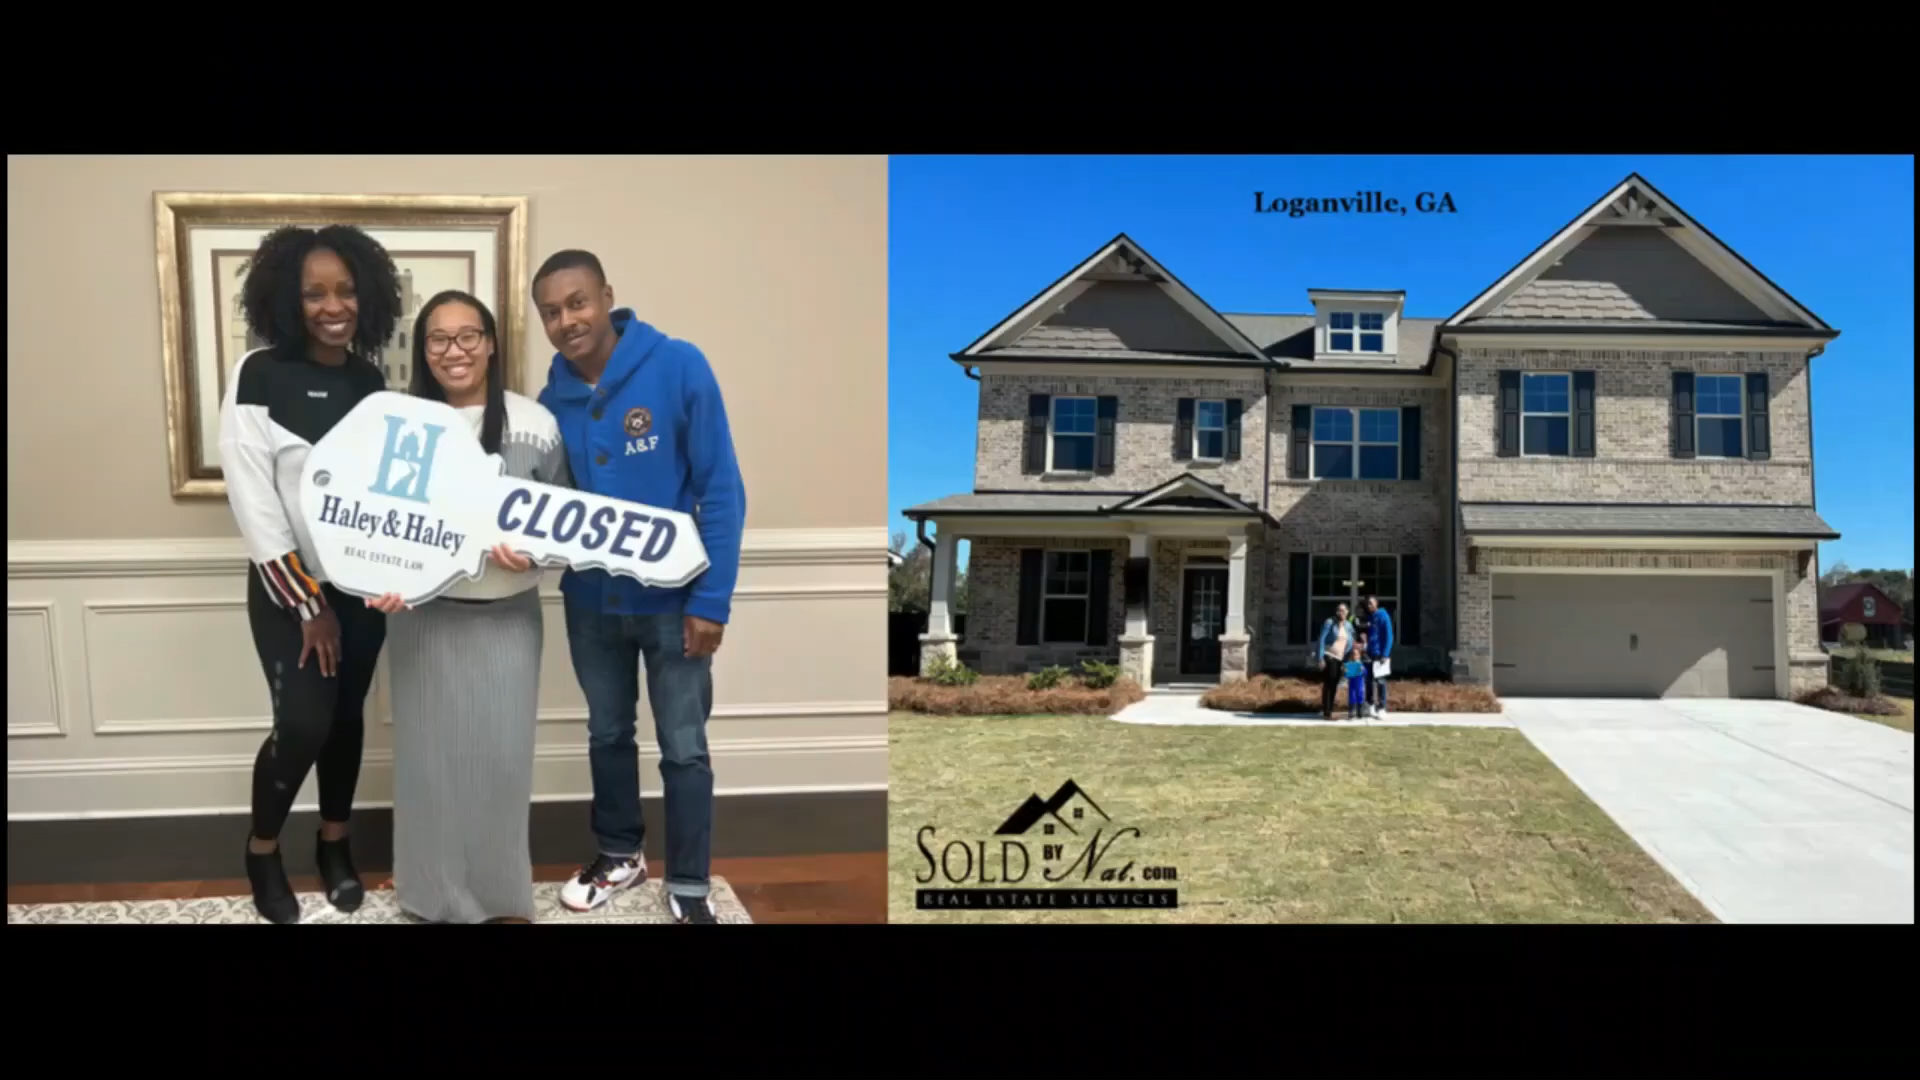 Haley & Haley
REAL ESTATE LAW
CLOSED
A&F
Loganville, GA
SOLD BY Nat. com
REAL ESTATE SERVICES